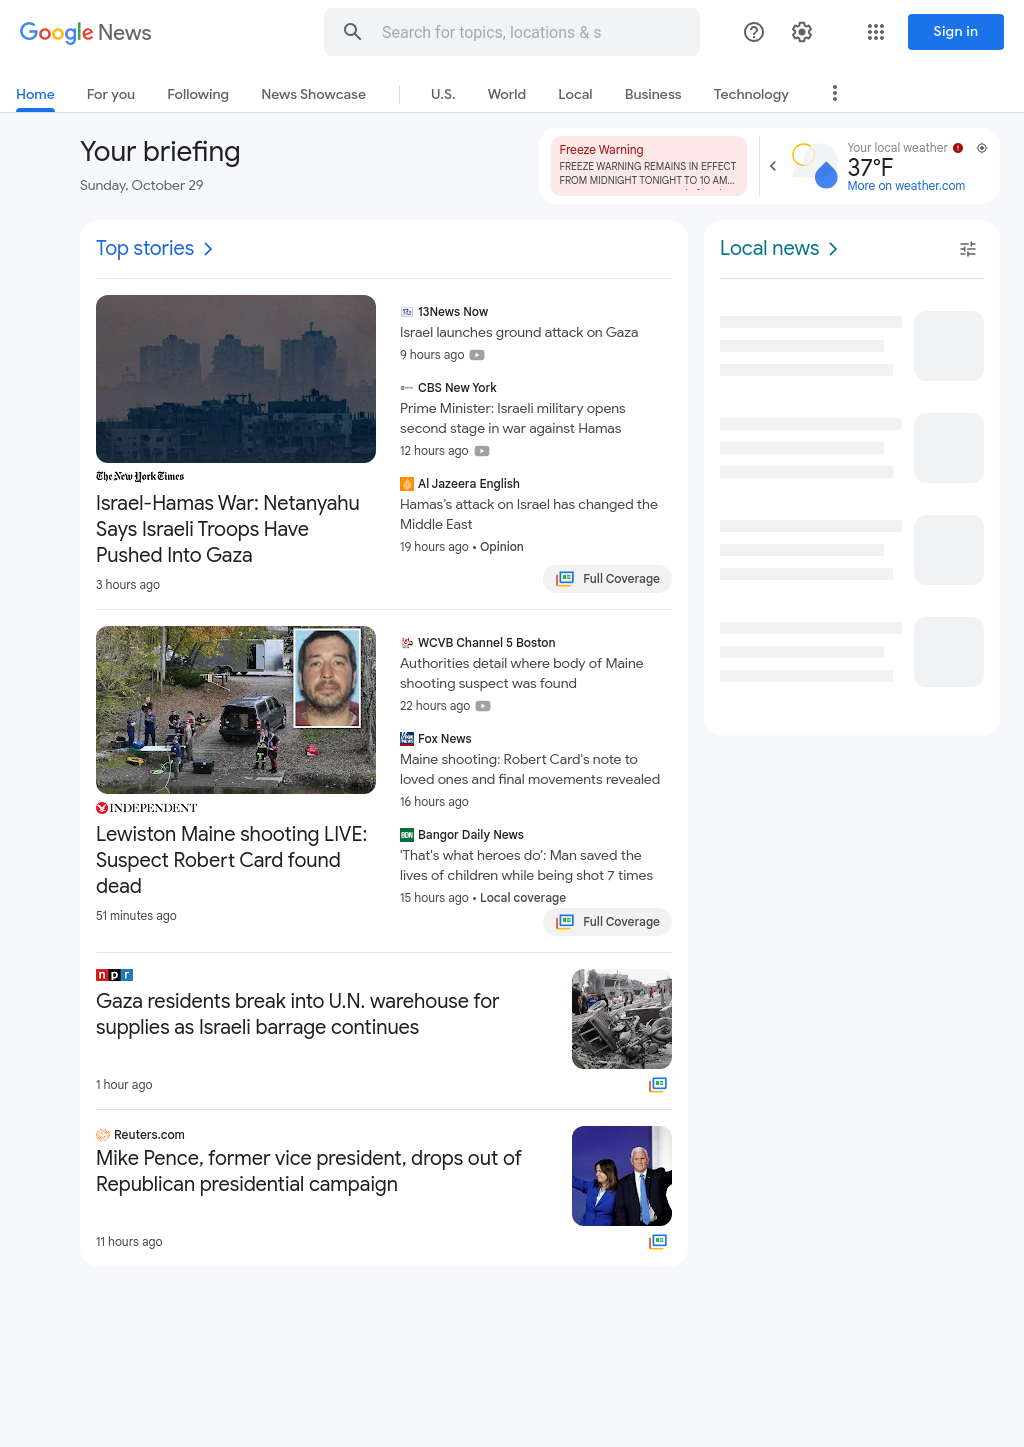 Google News
Search for topics, locations & s
Sign in
Home
For you
Following
News Showcase
U.S.
World
Local
Business
Technology
Your briefing
Sunday, October 29
Freeze Warning
FREEZE WARNING REMAINS IN EFFECT
FROM MIDNIGHT TONIGHT TO 10 AM...
Your local weather
37°F
More on weather.com
Top stories
The New York Times
Israel-Hamas War: Netanyahu
Says Israeli Troops Have
Pushed Into Gaza
3 hours ago
13News Now
Israel launches ground attack on Gaza
9 hours ago
CBS New York
Prime Minister: Israeli military opens
second stage in war against Hamas
12 hours ago
Al Jazeera English
Hamas's attack on Israel has changed the
Middle East
19 hours ago • Opinion
Full Coverage
INDEPENDENT
Lewiston Maine shooting LIVE:
Suspect Robert Card found
dead
51 minutes ago
WCVB Channel 5 Boston
Authorities detail where body of Maine
shooting suspect was found
22 hours ago
Fox News
Maine shooting: Robert Card's note to
loved ones and final movements revealed
16 hours ago
BDN Bangor Daily News
'That's what heroes do': Man saved the
lives of children while being shot 7 times
15 hours ago • Local coverage
Full Coverage
npr
Gaza residents break into U.N. warehouse for
supplies as Israeli barrage continues
1 hour ago
Reuters.com
Mike Pence, former vice president, drops out of
Republican presidential campaign
11 hours ago
Local news